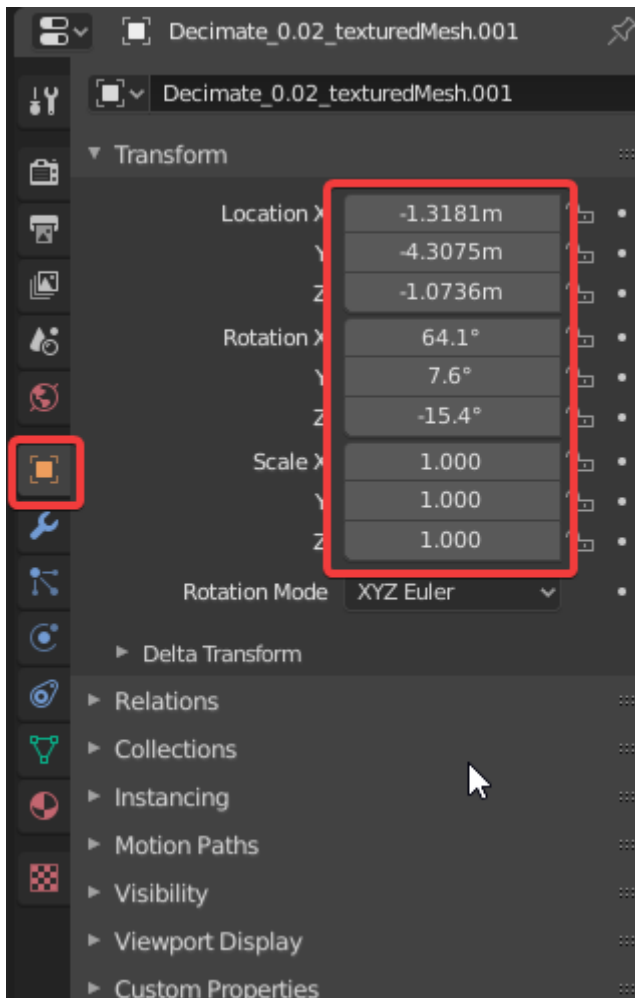 Decimate_0.02_texturedMesh.001
Decimate_0.02_texturedMesh.001
Transform
Location X -1.3181m
Y -4.3075m
Z -1.0736m
Rotation X 64.1°
Y 7.6°
Z -15.4°
Scale X 1.000
Y 1.000
Z 1.000
Rotation Mode XYZ Euler
Delta Transform
Relations
Collections
Instancing
Motion Paths
Visibility
Viewport Display
Custom Properties